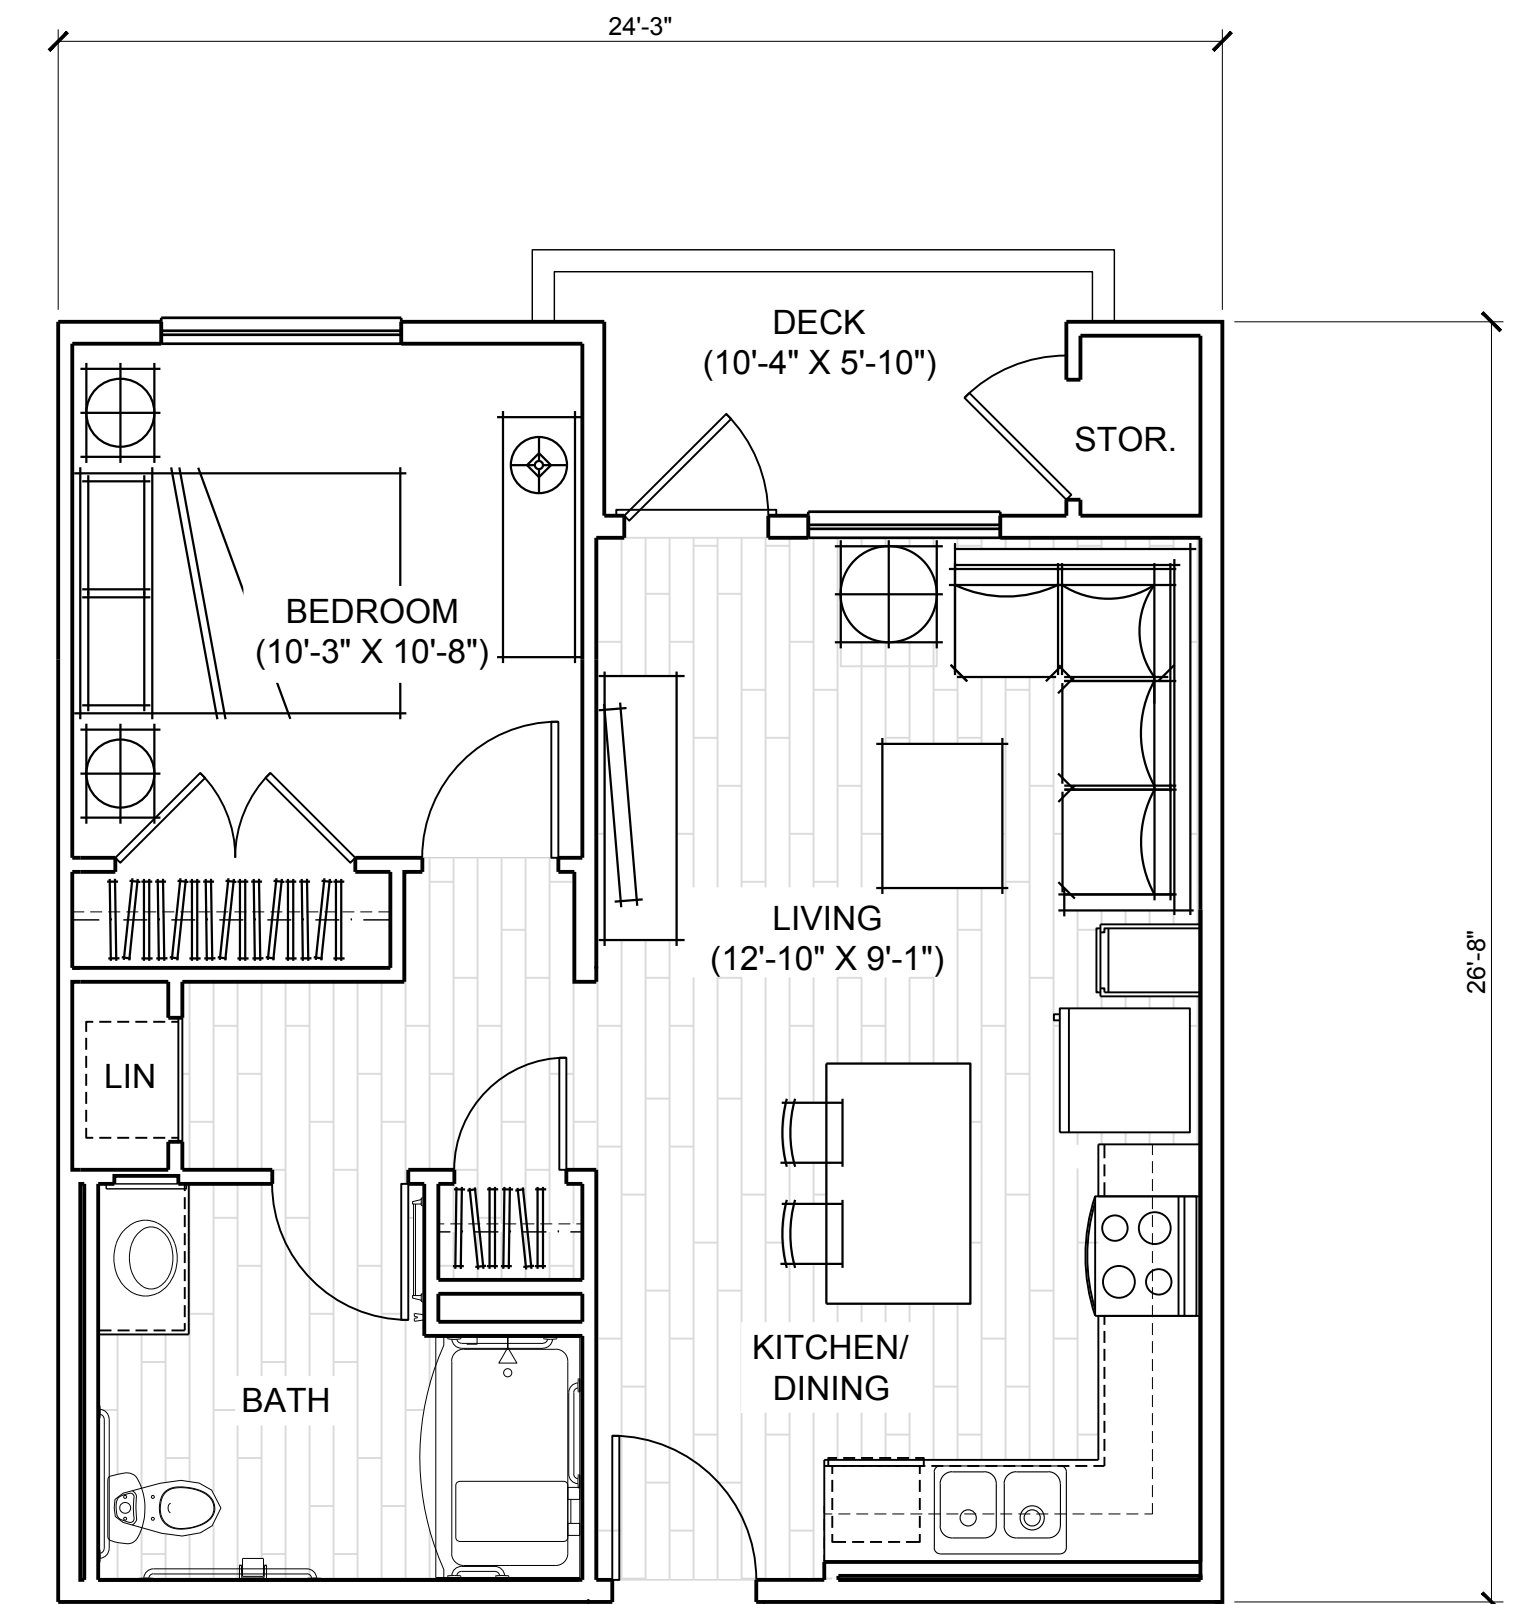 24'-3"
DECK
(10'-4" X 5'-10")
STOR.
BEDROOM
(10'-3" X 10'-8")
LIVING
(12'-10" X 9'-1")
26'-8"
LIN
KITCHEN/
DINING
BATH